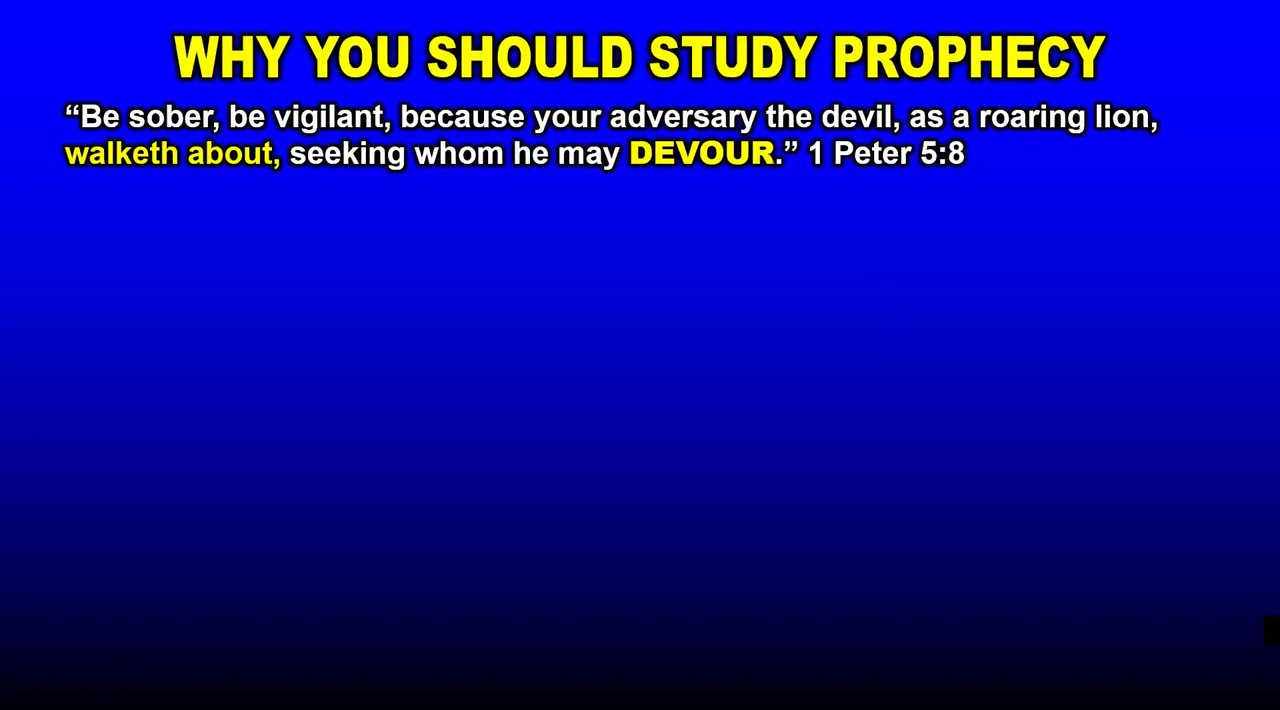 WHY YOU SHOULD STUDY PROPHECY
“Be sober, be vigilant, because your adversary the devil, as a roaring lion,
walketh about, seeking whom he may DEVOUR.” 1 Peter 5:8